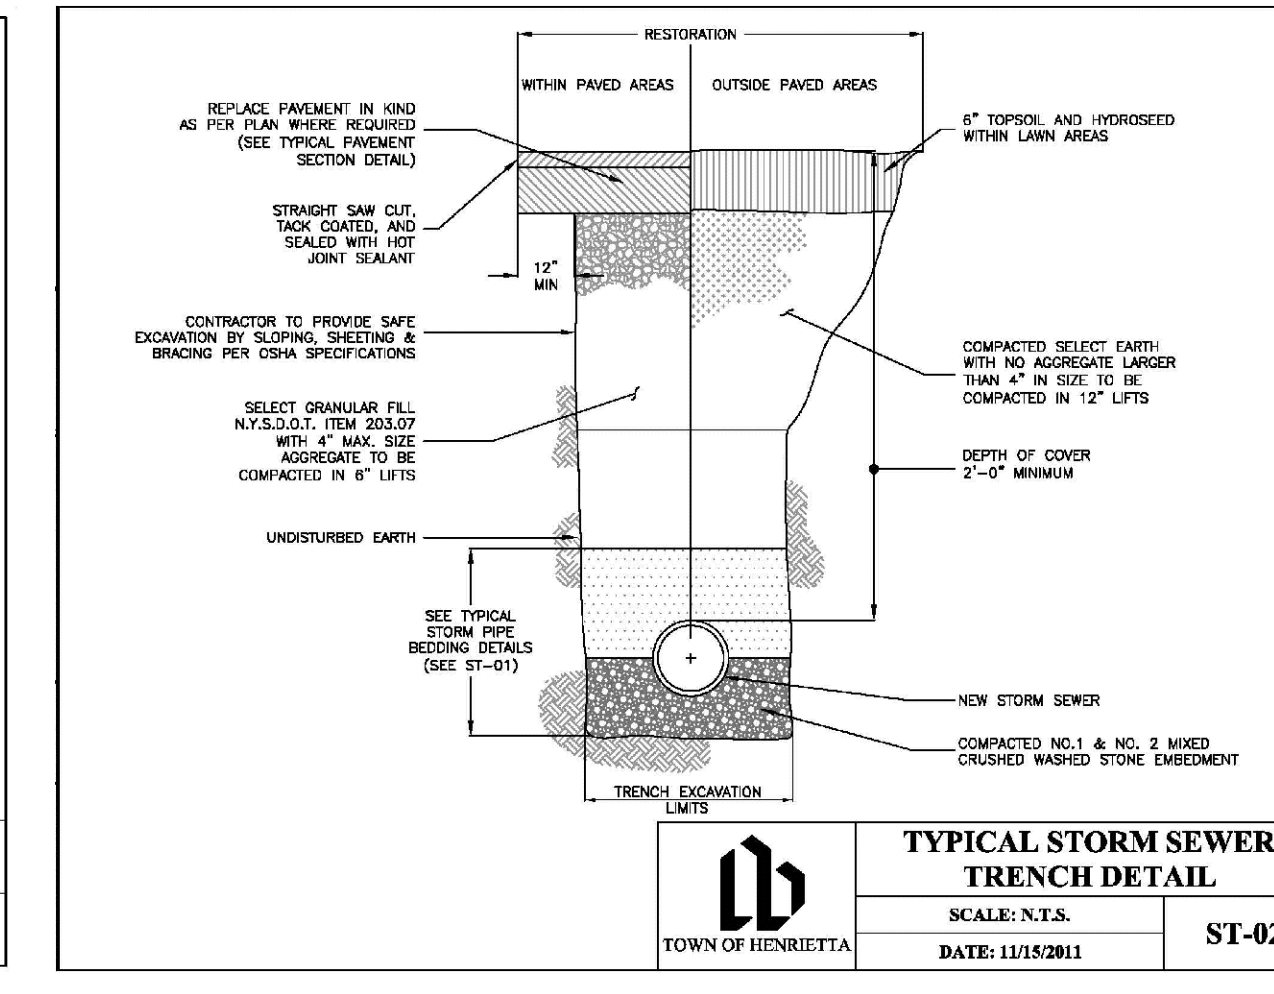 RESTORATION
WITHIN PAVED AREAS
OUTSIDE PAVED AREAS
REPLACE PAVEMENT IN KIND
AS PER PLAN WHERE REQUIRED
(SEE TYPICAL PAVEMENT
SECTION DETAIL)
6" TOPSOIL AND HYDROSEED
WITHIN LAWN AREAS
STRAIGHT SAW CUT,
TACK COATED, AND
SEALED WITH HOT
JOINT SEALANT
12"
MIN
CONTRACTOR TO PROVIDE SAFE
EXCAVATION BY SLOPING, SHEETING &
BRACING PER OSHA SPECIFICATIONS
COMPACTED SELECT EARTH
WITH NO AGGREGATE LARGER
THAN 4" IN SIZE TO BE
COMPACTED IN 12" LIFTS
SELECT GRANULAR FILL
N.Y.S.D.O.T. ITEM 203.07
WITH 4" MAX. SIZE
AGGREGATE TO BE
COMPACTED IN 6" LIFTS
DEPTH OF COVER
2'-0" MINIMUM
UNDISTURBED EARTH
SEE TYPICAL
STORM PIPE
BEDDING DETAILS
(SEE ST-01)
NEW STORM SEWER
COMPACTED NO.1 & NO. 2 MIXED
CRUSHED WASHED STONE EMBEDMENT
TRENCH EXCAVATION
LIMITS
TOWN OF HENRIETTA
TYPICAL STORM SEWER
TRENCH DETAIL
SCALE: N.T.S.
DATE: 11/15/2011
ST-02